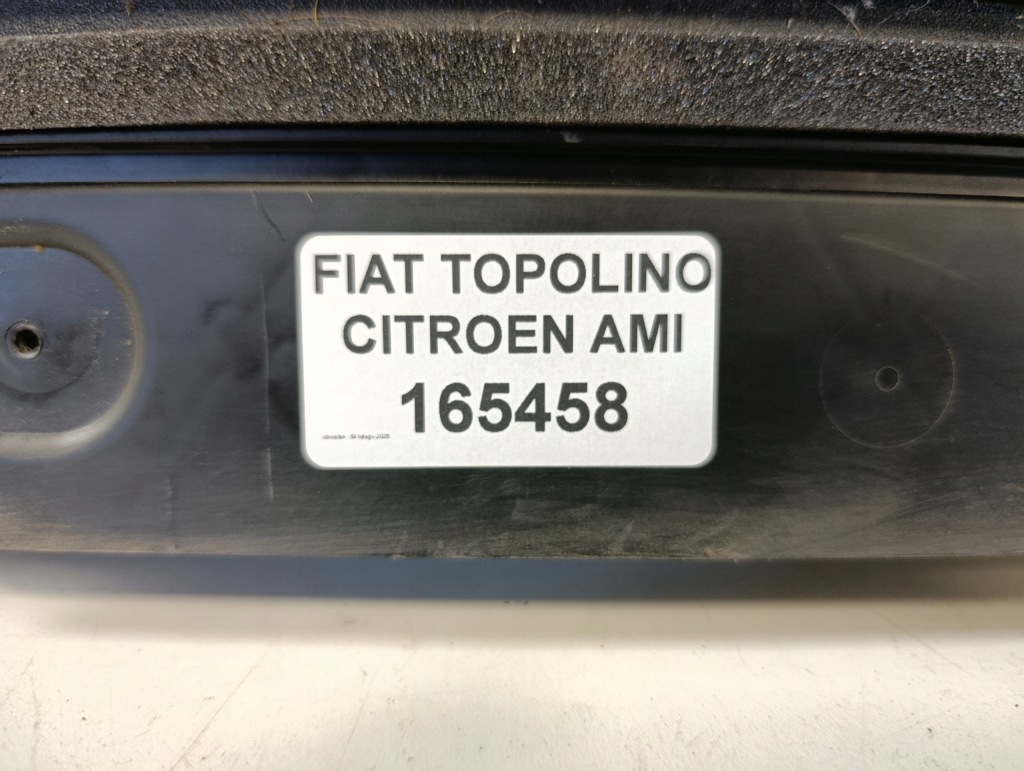 FIAT TOPOLINO
CITROEN AMI
165458